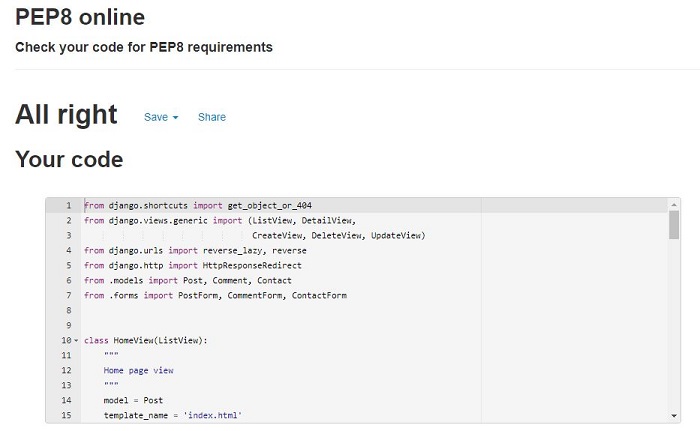 PEP8 online
Check your code for PEP8 requirements
All right Save Share
Your code
1 from django.shortcuts import get_object_or_404
2 from django.views.generic import (ListView, DetailView,
3 CreateView, DeleteView, UpdateView)
4 from django.urls import reverse_lazy, reverse
5 from django.http import HttpResponseRedirect
6 from .models import Post, Comment, Contact
7 from .forms import PostForm, CommentForm, ContactForm
8
9
10 class HomeView(ListView):
11 """
12 Home page view
13 """
14 model = Post
15 template_name = 'index.html'